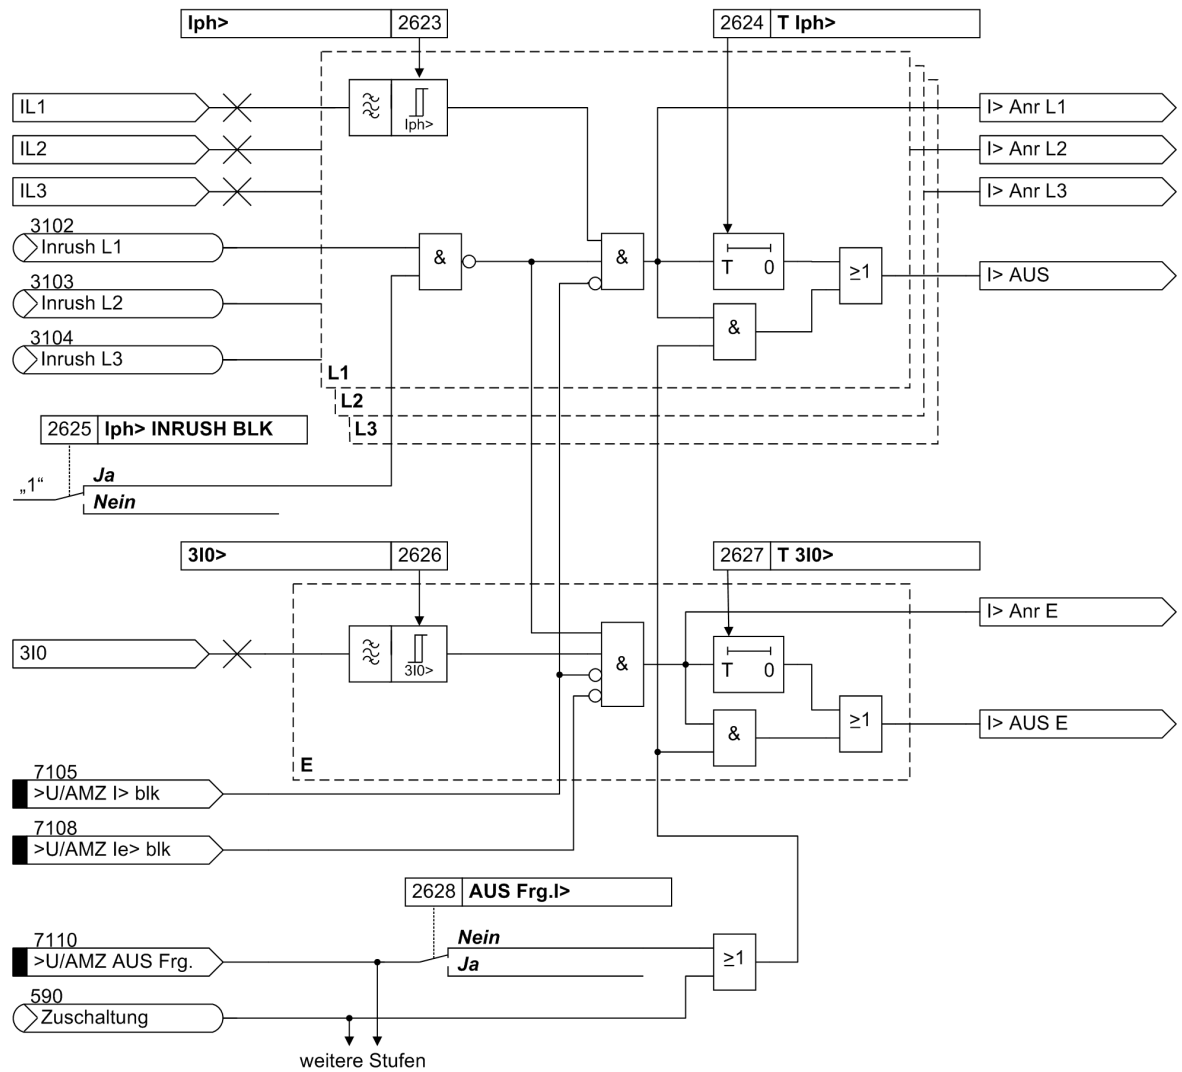 Iph> 2623
2624 T Iph>
IL1
Iph>
I> Anr L1
IL2
I> Anr L2
IL3
I> Anr L3
3102
Inrush L1
&
&
T 0
≥1
I> AUS
3103
Inrush L2
&
3104
Inrush L3
L1
L2
L3
2625 Iph> INRUSH BLK
„1“
Ja
Nein
3I0> 2626
2627 T 3I0>
I> Anr E
3I0
3I0>
&
T 0
≥1
I> AUS E
&
E
7105
>U/AMZ I> blk
7108
>U/AMZ Ie> blk
2628 AUS Frg.I>
7110
>U/AMZ AUS Frg.
Nein
Ja
≥1
590
Zuschaltung
weitere Stufen